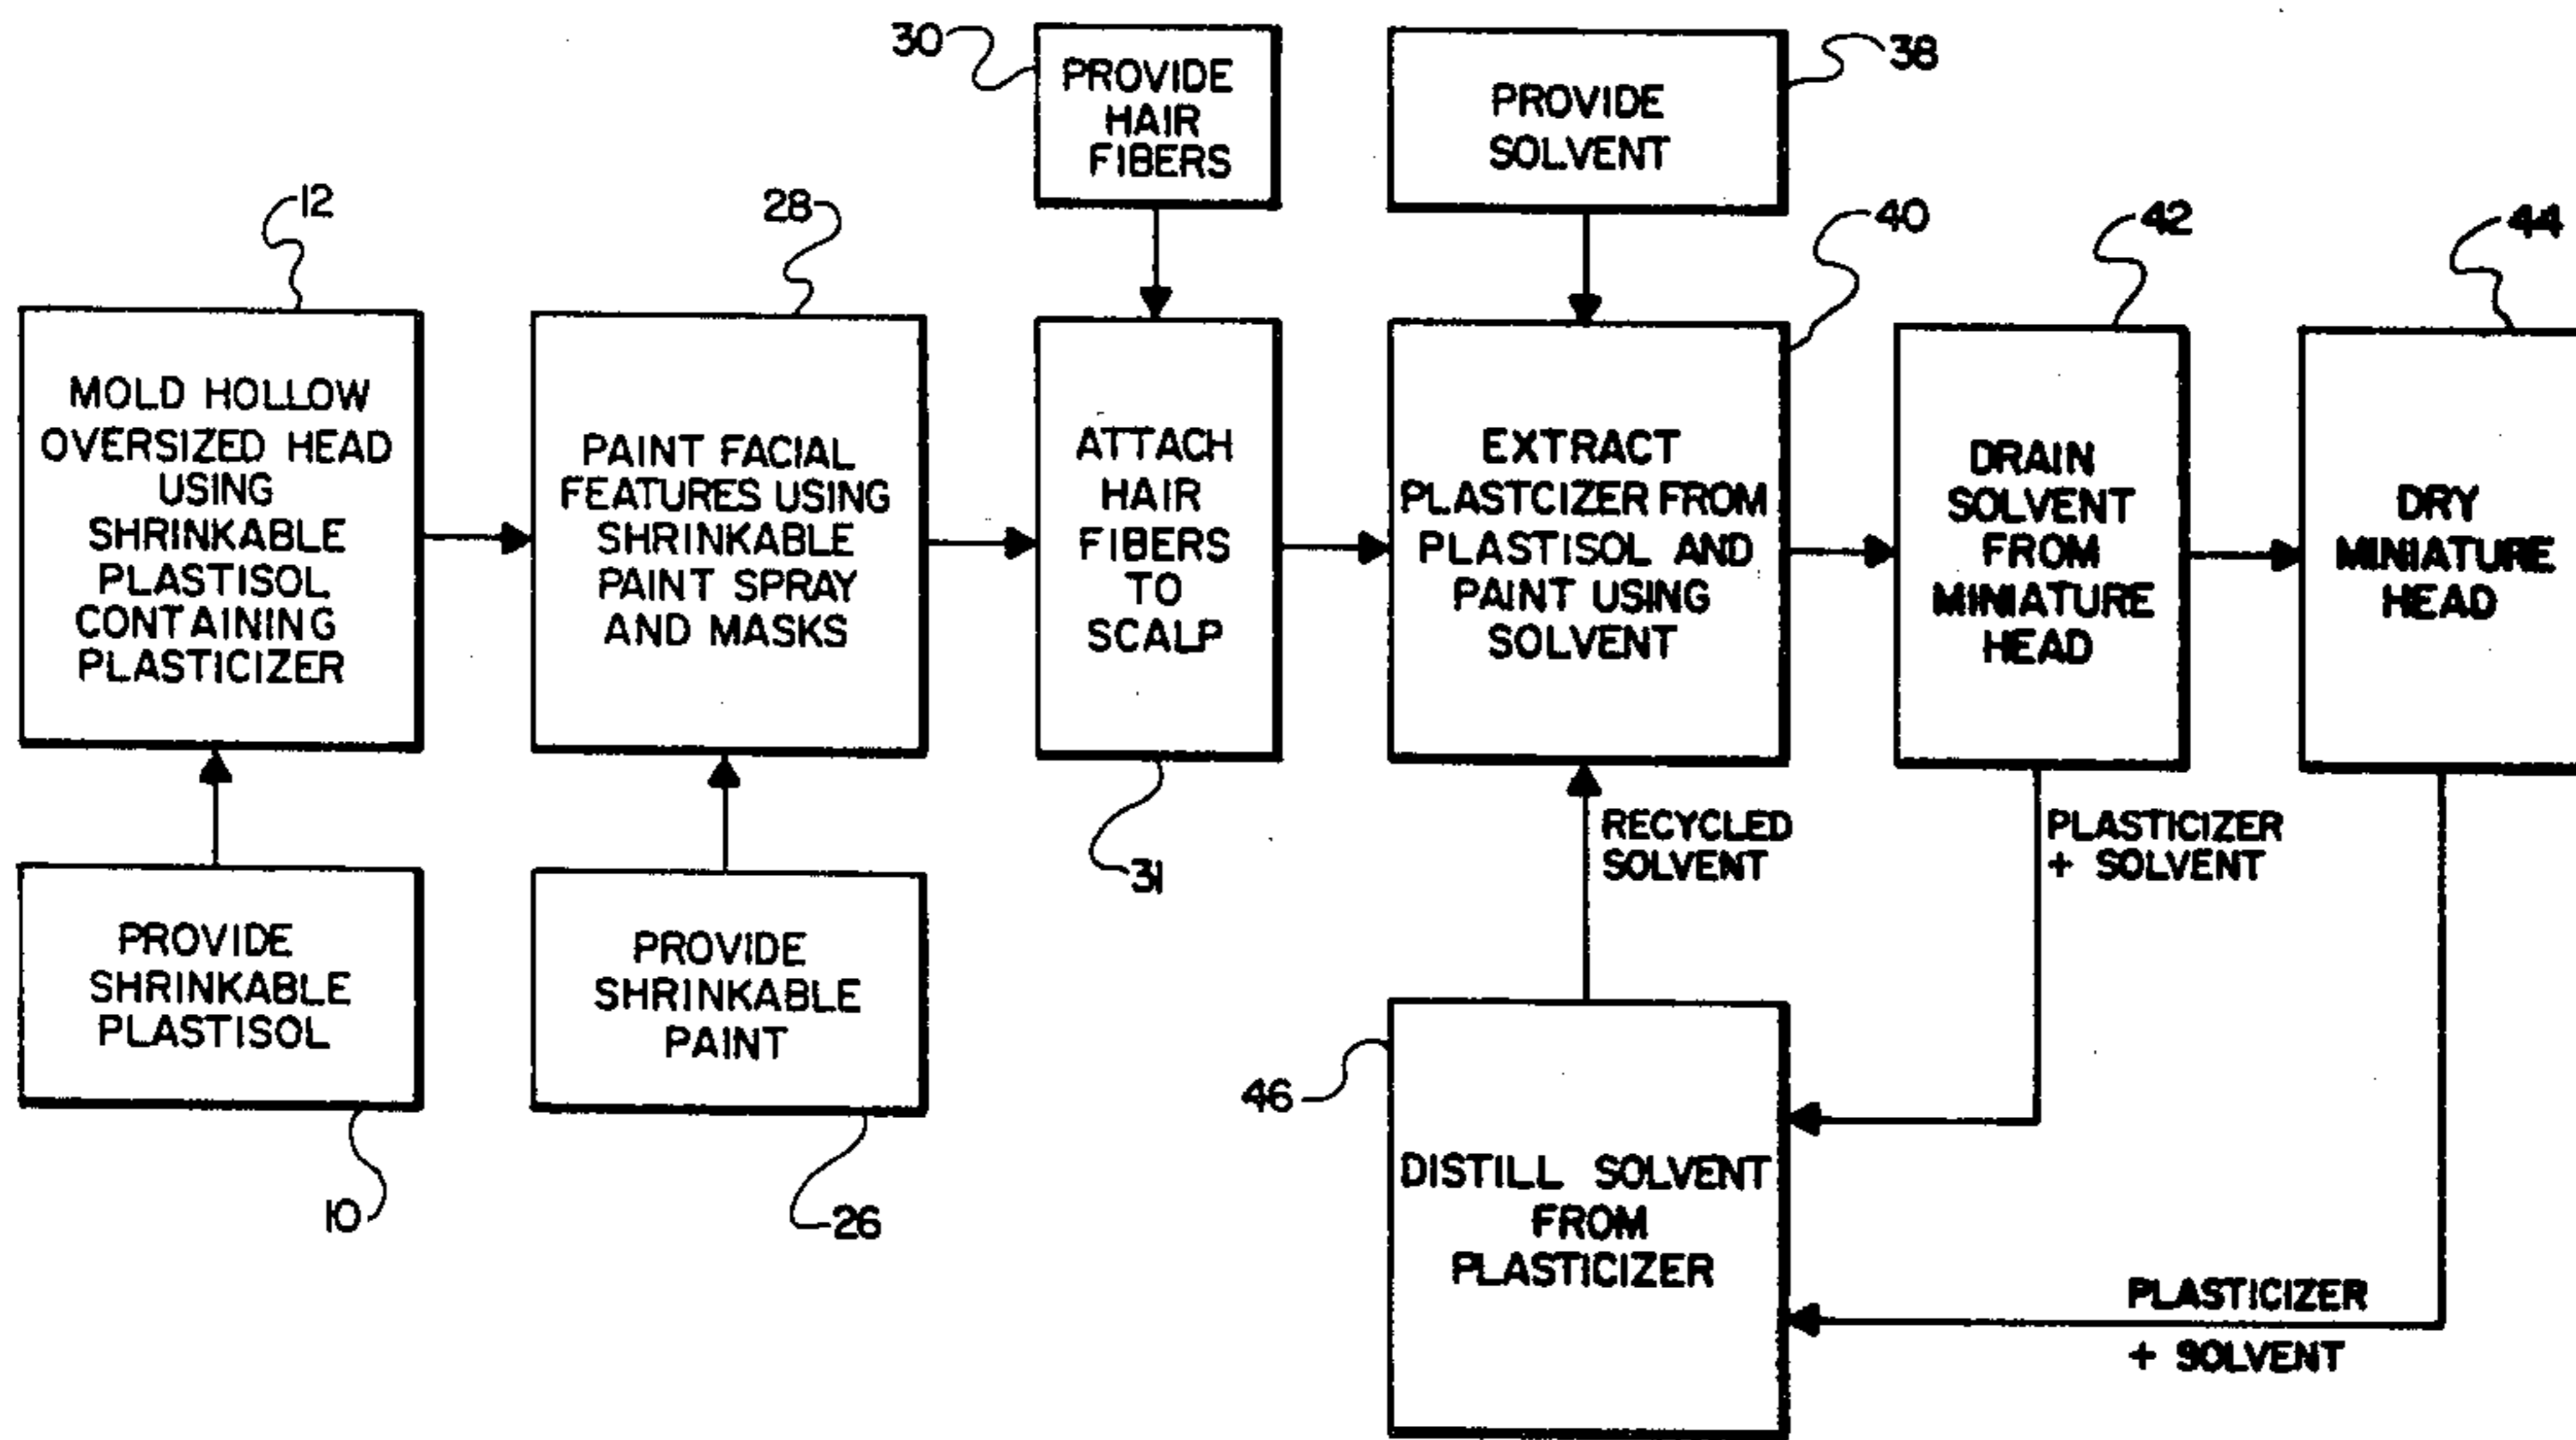 30
PROVIDE
HAIR
FIBERS
38
PROVIDE
SOLVENT
12
MOLD HOLLOW
OVERSIZED HEAD
USING
SHRINKABLE
PLASTISOL
CONTAINING
PLASTICIZER
28
PAINT FACIAL
FEATURES USING
SHRINKABLE
PAINT SPRAY
AND MASKS
ATTACH
HAIR
FIBERS
TO
SCALP
31
40
EXTRACT
PLASTCIZER FROM
PLASTISOL AND
PAINT USING
SOLVENT
42
DRAIN
SOLVENT
FROM
MINIATURE
HEAD
44
DRY
MINIATURE
HEAD
PROVIDE
SHRINKABLE
PLASTISOL
10
PROVIDE
SHRINKABLE
PAINT
26
RECYCLED
SOLVENT
PLASTICIZER
+ SOLVENT
46
DISTILL SOLVENT
FROM
PLASTICIZER
PLASTICIZER
+ SOLVENT